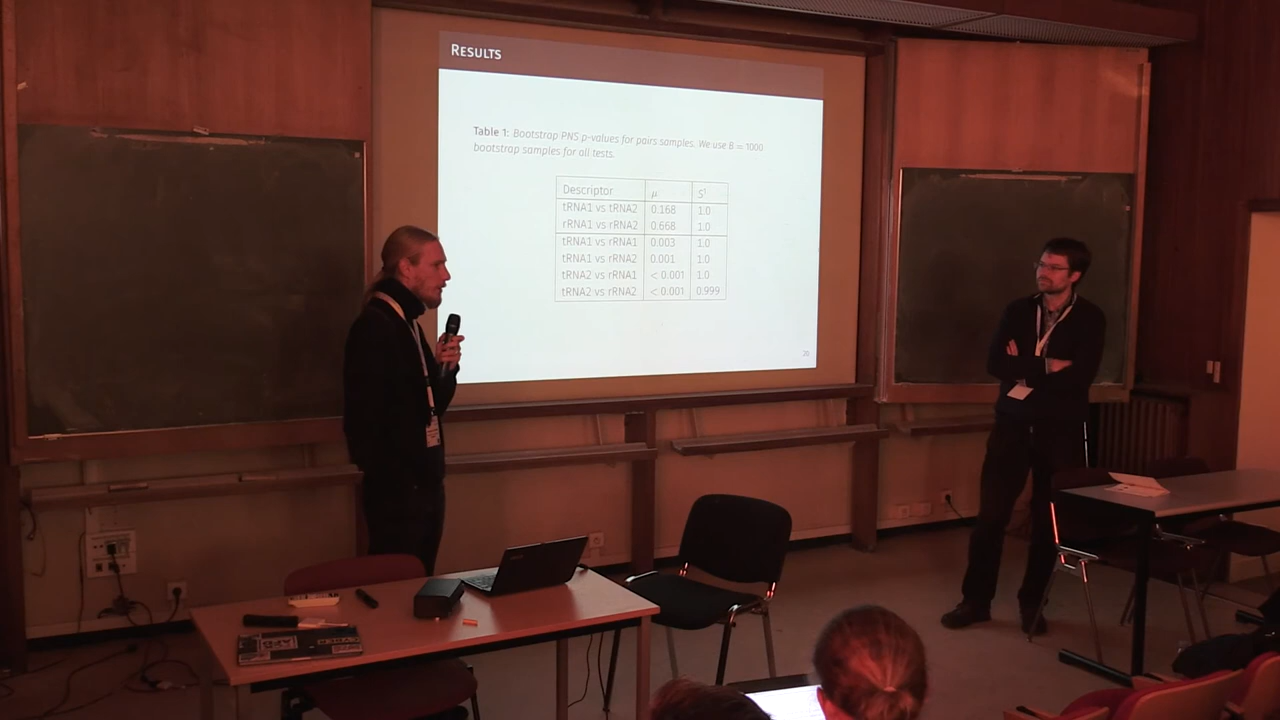 RESULTS
Table 1: Bootstrap PNS p-values for pairs samples. We use B = 1000
bootstrap samples for all tests.
Descriptor μ S¹
tRNA1 vs tRNA2 0.168 1.0
rRNA1 vs rRNA2 0.668 1.0
tRNA1 vs rRNA1 0.003 1.0
tRNA1 vs rRNA2 0.001 1.0
tRNA2 vs rRNA1 < 0.001 1.0
tRNA2 vs rRNA2 < 0.001 0.999
20